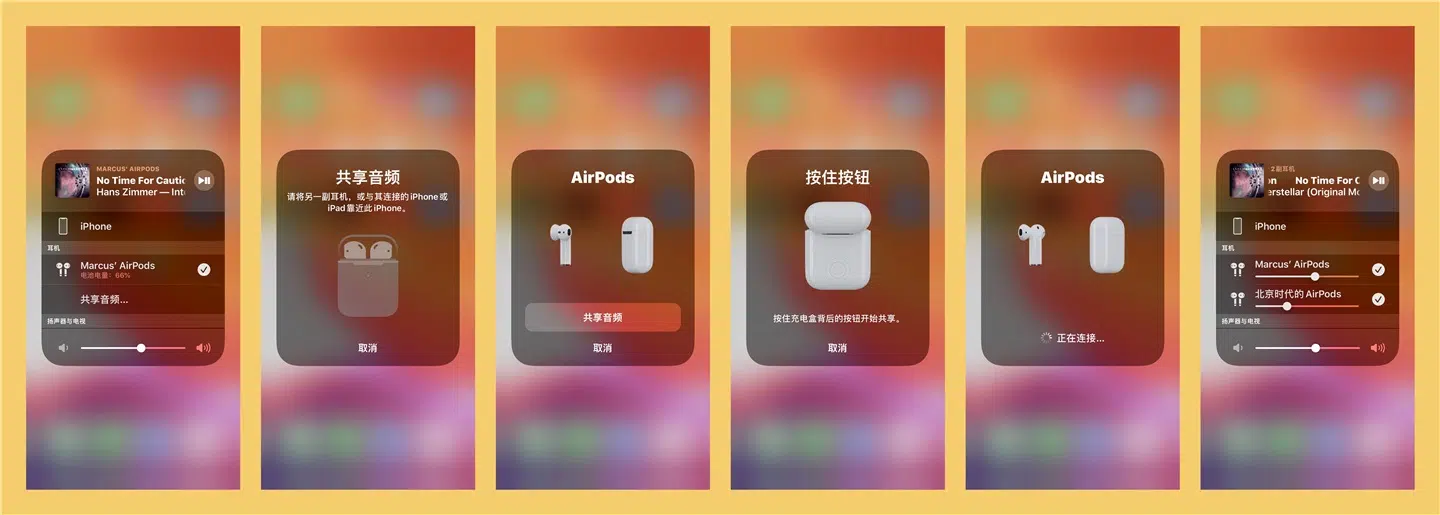 MARCUS' AIRPODS
No Time For Cautic
Hans Zimmer — Inte
iPhone
耳机
Marcus' AirPods
电池电量：66%
共享音频...
扬声器与电视
共享音频
请将另一副耳机，或与其连接的 iPhone 或
iPad 靠近此 iPhone。
取消
AirPods
共享音频
取消
按住按钮
按住充电盒背后的按钮开始共享。
取消
AirPods
正在连接...
2 副耳机
on No Time For C
erstellar (Original Mo
iPhone
耳机
Marcus' AirPods
北京时代的 AirPods
扬声器与电视